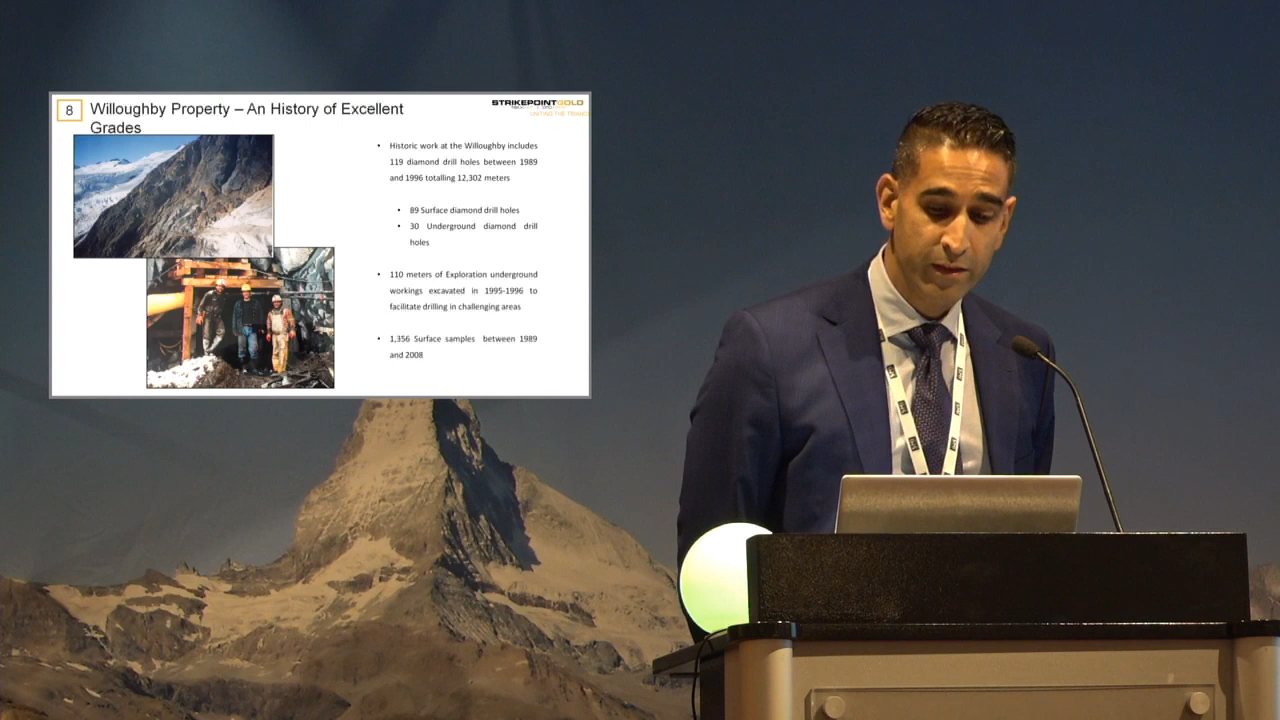 8
Willoughby Property – An History of Excellent
Grades
STRIKEPOINTGOLD
• Historic work at the Willoughby includes
119 diamond drill holes between 1989
and 1996 totalling 12,302 meters
• 89 Surface diamond drill holes
• 30 Underground diamond drill
holes
• 110 meters of Exploration underground
workings excavated in 1995-1996 to
facilitate drilling in challenging areas
• 1,356 Surface samples between 1989
and 2008